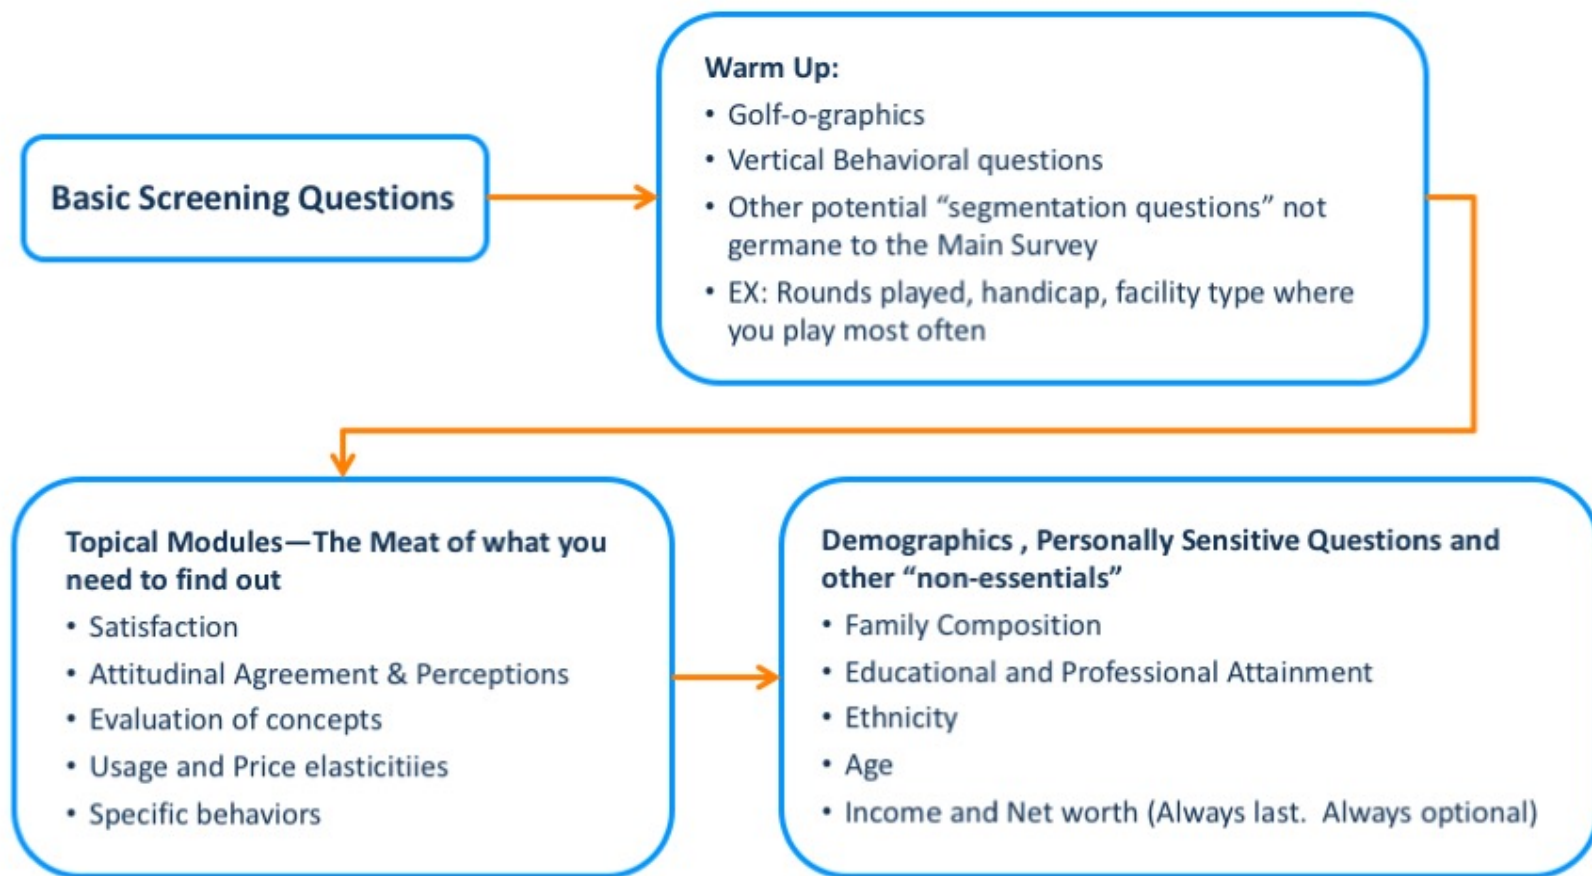 Basic Screening Questions
Warm Up:
• Golf-o-graphics
• Vertical Behavioral questions
• Other potential “segmentation questions” not
germane to the Main Survey
• EX: Rounds played, handicap, facility type where
you play most often
Topical Modules—The Meat of what you
need to find out
• Satisfaction
• Attitudinal Agreement & Perceptions
• Evaluation of concepts
• Usage and Price elasticitiies
• Specific behaviors
Demographics , Personally Sensitive Questions and
other “non-essentials”
• Family Composition
• Educational and Professional Attainment
• Ethnicity
• Age
• Income and Net worth (Always last.  Always optional)